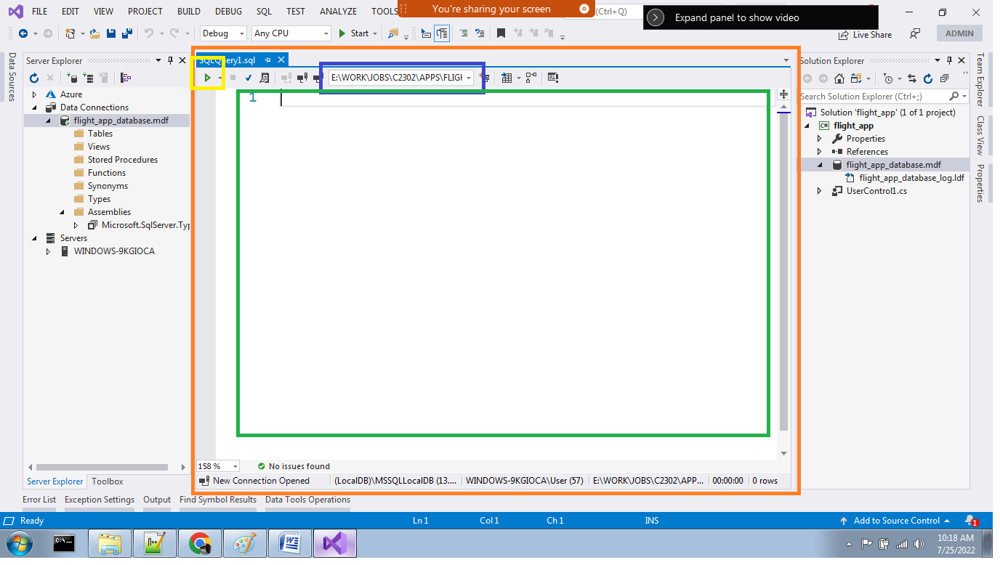 FILE EDIT VIEW PROJECT BUILD DEBUG SQL TEST ANALYZE TOOLS
You're sharing your screen
(Ctrl+Q)
Expand panel to show video
Debug Any CPU Start
Live Share ADMIN
Data Sources
Server Explorer
Azure
Data Connections
flight_app_database.mdf
Tables
Views
Stored Procedures
Functions
Synonyms
Types
Assemblies
Microsoft.SqlServer.Typ
Servers
WINDOWS-9KGIOCA
Server Explorer Toolbox
SQLQuery1.sql
E:\WORK\JOBS\C2302\APPS\FLIGH
1
158 % No issues found
New Connection Opened (LocalDB)\MSSQLLocalDB (13.... WINDOWS-9KGIOCA\User (57) E:\WORK\JOBS\C2302\APP... 00:00:00 0 rows
Solution Explorer
Search Solution Explorer (Ctrl+;)
Solution 'flight_app' (1 of 1 project)
C# flight_app
Properties
References
flight_app_database.mdf
flight_app_database_log.ldf
UserControl1.cs
Team Explorer
Class View
Properties
Error List Exception Settings Output Find Symbol Results Data Tools Operations
Ready Ln 1 Col 1 Ch 1 INS Add to Source Control 1
10:18 AM
7/25/2022